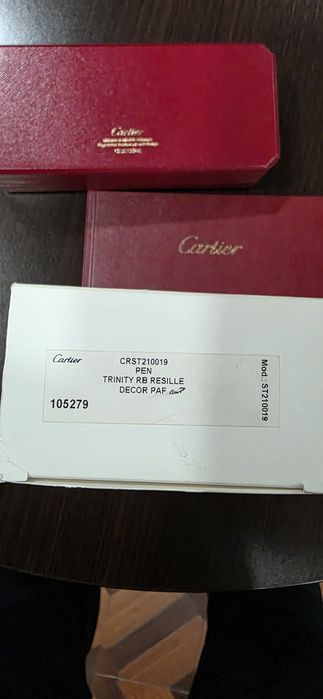 Cartier
Cartier
Cartier
CRST210019
PEN
TRINITY RB RESILLE
DECOR PAF
105279
Mod.: ST210019